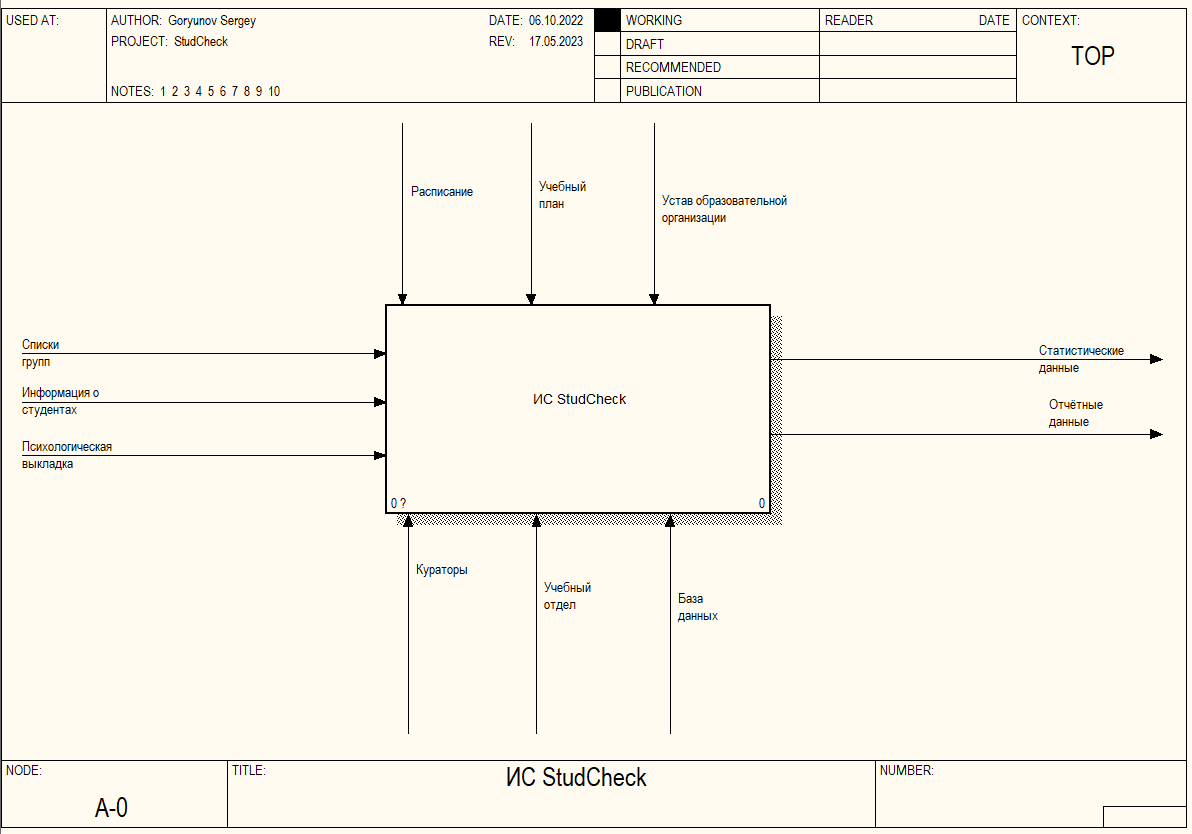 USED AT:
AUTHOR: Goryunov Sergey
DATE: 06.10.2022
PROJECT: StudCheck
REV: 17.05.2023
NOTES: 1 2 3 4 5 6 7 8 9 10
WORKING
DRAFT
RECOMMENDED
PUBLICATION
READER
DATE
CONTEXT:
TOP
Расписание
Учебный
план
Устав образовательной
организации
Списки
групп
Информация о
студентах
Психологическая
выкладка
ИС StudCheck
0 ?
0
Статистические
данные
Отчётные
данные
Кураторы
Учебный
отдел
База
данных
NODE:
A-0
TITLE:
ИС StudCheck
NUMBER: